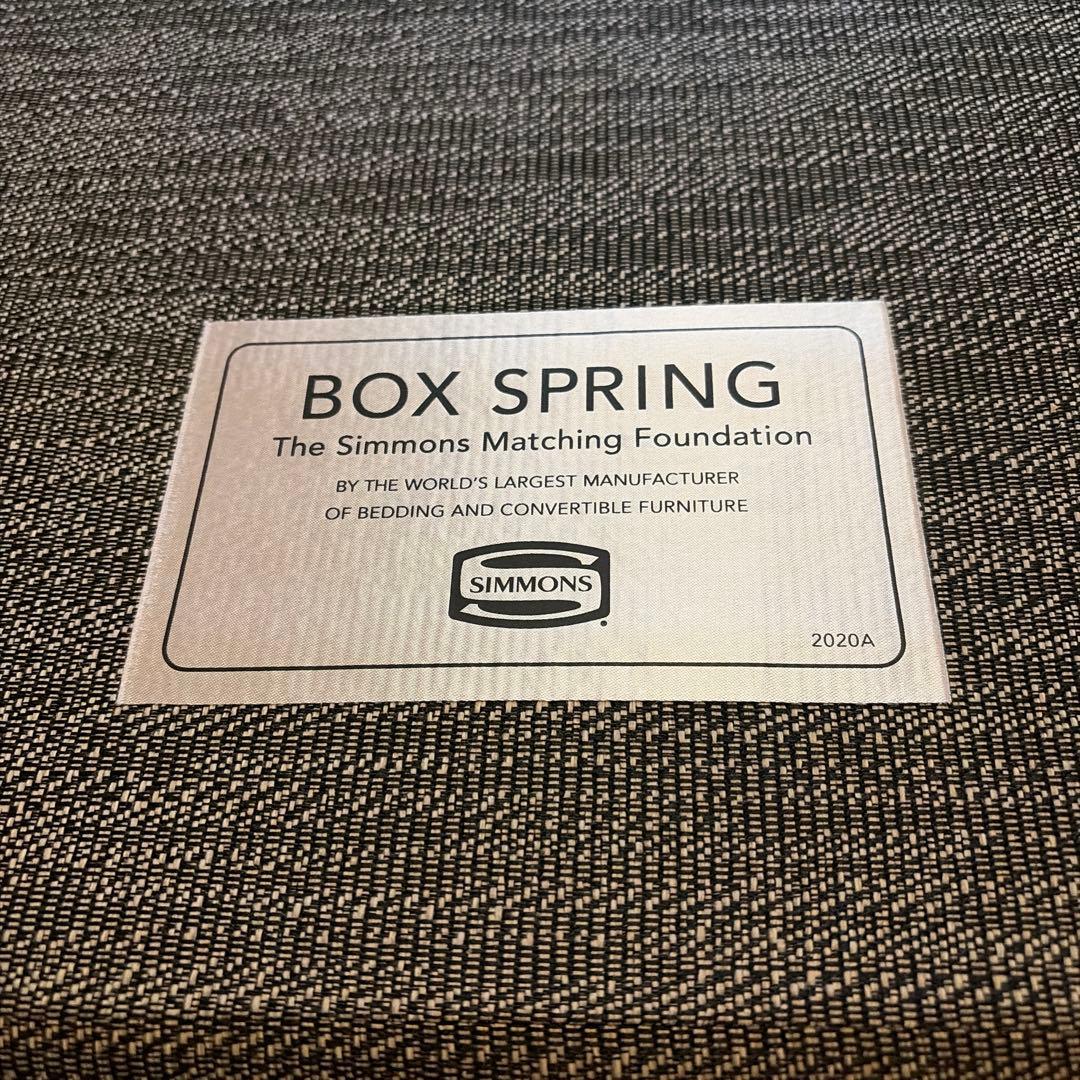 BOX SPRING
The Simmons Matching Foundation
BY THE WORLD'S LARGEST MANUFACTURER
OF BEDDING AND CONVERTIBLE FURNITURE
SIMMONS
2020A